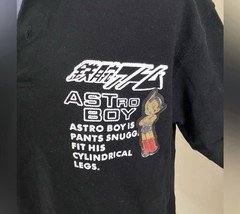 鉄腕アトム
ASTRO
BOY
ASTRO BOY IS
PANTS SNUGG
FIT HIS
CYLINDRICAL
LEGS.